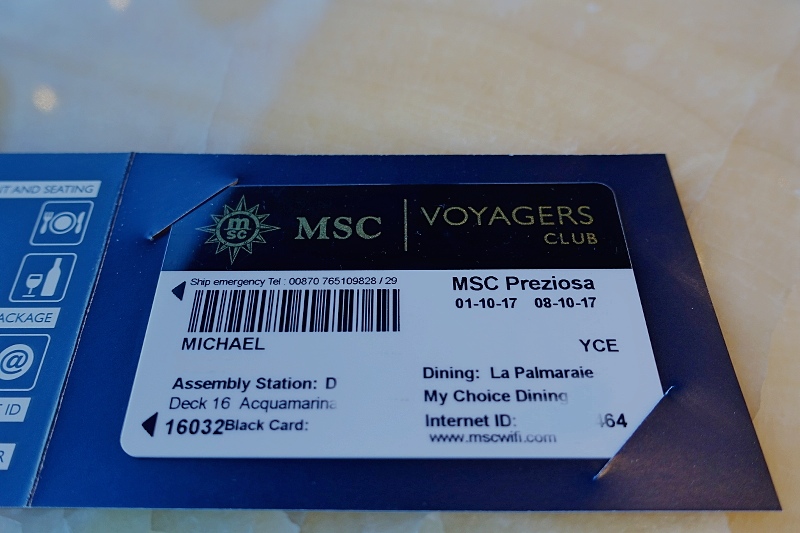 NT AND SEATING
ACKAGE
T ID
R
msc
MSC VOYAGERS
CLUB
Ship emergency Tel : 00870 765109828 / 29
MSC Preziosa
01-10-17 08-10-17
MICHAEL
YCE
Assembly Station: D
Deck 16 Acquamarina
16032 Black Card:
Dining: La Palmaraie
My Choice Dining
Internet ID: 64
www.mscwifi.com